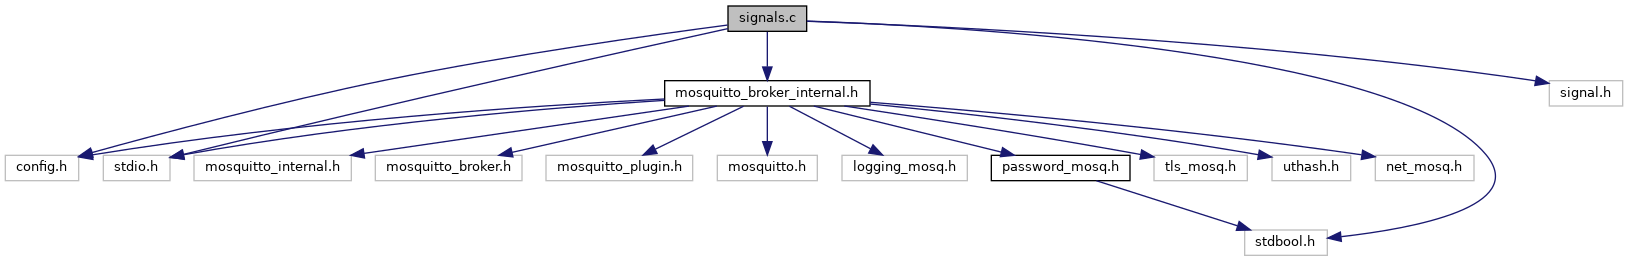 signals.c
mosquitto_broker_internal.h
signal.h
config.h
stdio.h
mosquitto_internal.h
mosquitto_broker.h
mosquitto_plugin.h
mosquitto.h
logging_mosq.h
password_mosq.h
tls_mosq.h
uthash.h
net_mosq.h
stdbool.h